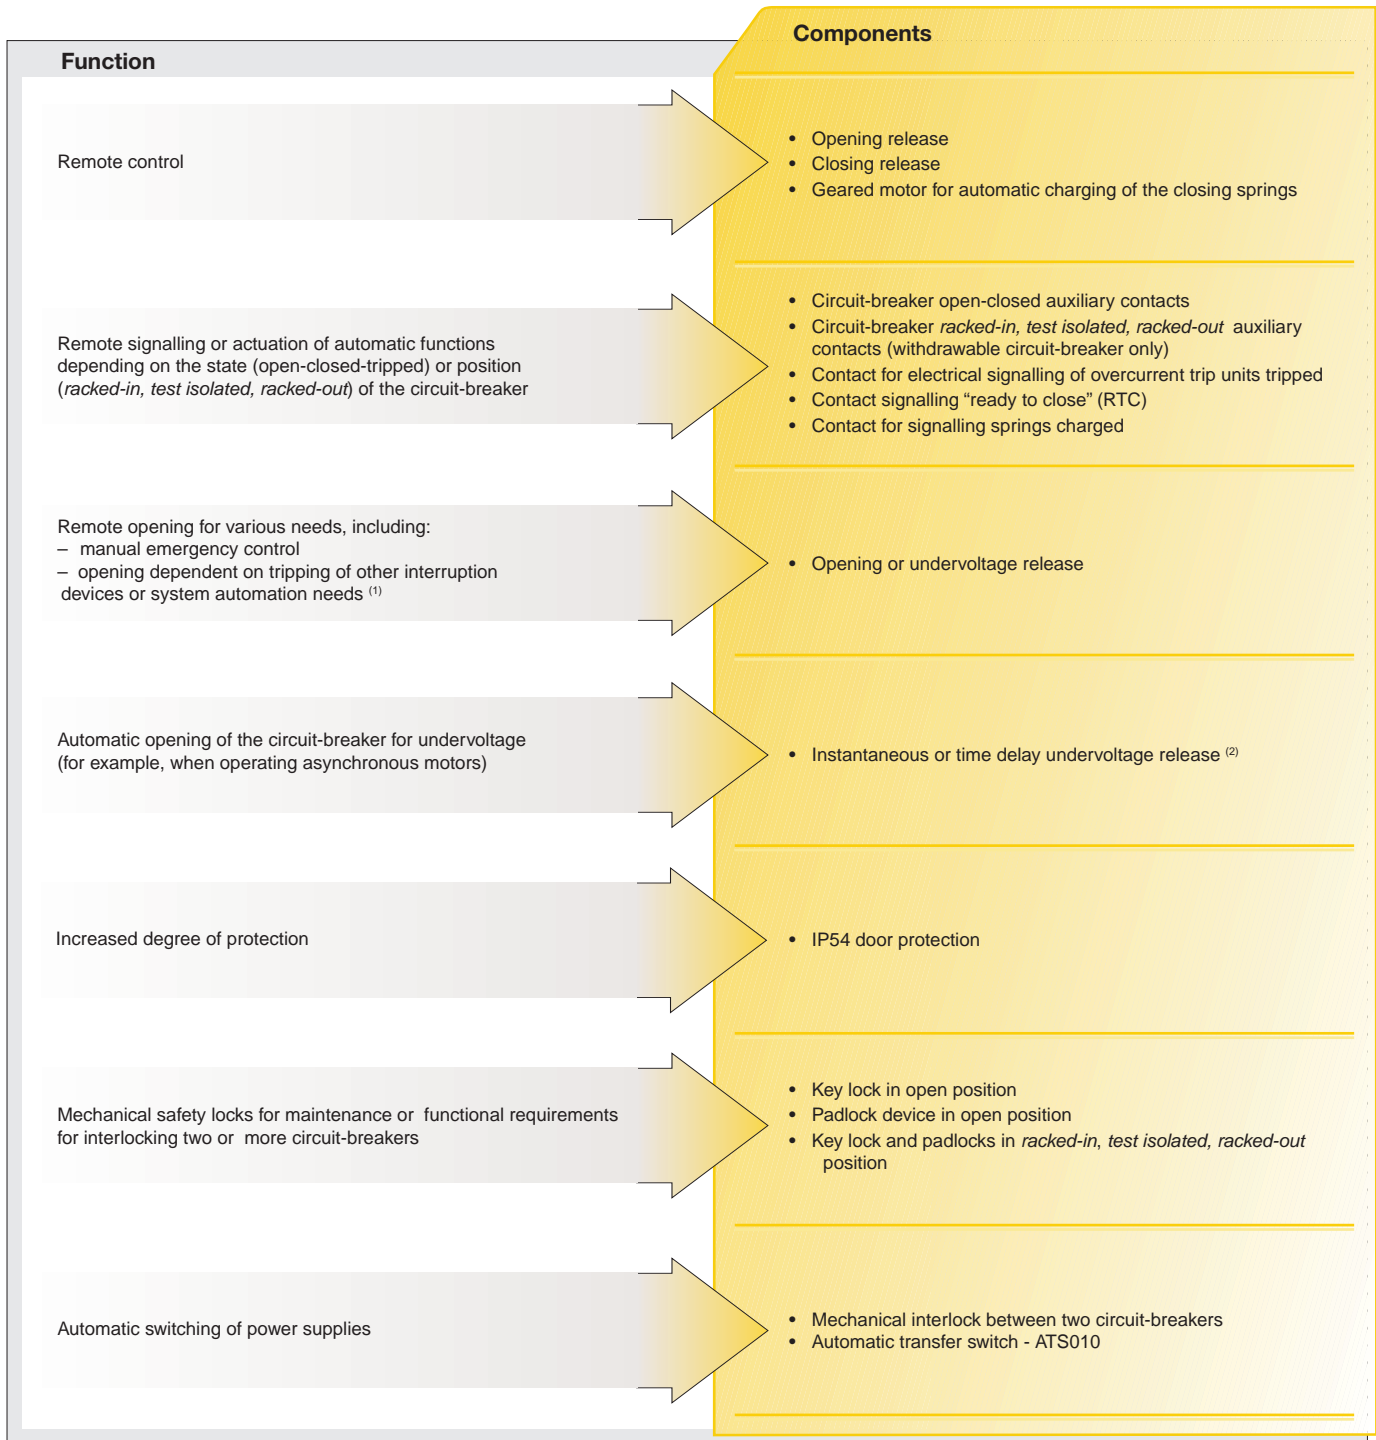 Components
Function
Remote control
• Opening release
• Closing release
• Geared motor for automatic charging of the closing springs
Remote signalling or actuation of automatic functions
depending on the state (open-closed-tripped) or position
(racked-in, test isolated, racked-out) of the circuit-breaker
• Circuit-breaker open-closed auxiliary contacts
• Circuit-breaker racked-in, test isolated, racked-out auxiliary
contacts (withdrawable circuit-breaker only)
• Contact for electrical signalling of overcurrent trip units tripped
• Contact signalling “ready to close” (RTC)
• Contact for signalling springs charged
Remote opening for various needs, including:
– manual emergency control
– opening dependent on tripping of other interruption
devices or system automation needs (1)
• Opening or undervoltage release
Automatic opening of the circuit-breaker for undervoltage
(for example, when operating asynchronous motors)
• Instantaneous or time delay undervoltage release (2)
Increased degree of protection
• IP54 door protection
Mechanical safety locks for maintenance or functional requirements
for interlocking two or more circuit-breakers
• Key lock in open position
• Padlock device in open position
• Key lock and padlocks in racked-in, test isolated, racked-out
position
Automatic switching of power supplies
• Mechanical interlock between two circuit-breakers
• Automatic transfer switch - ATS010